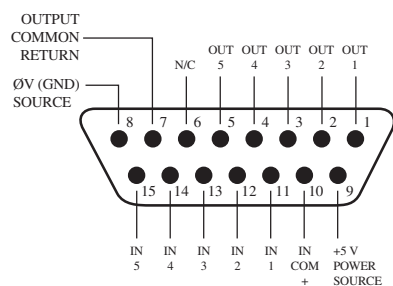 OUTPUT
COMMON
RETURN
ØV (GND)
SOURCE
N/C
OUT
5
OUT
4
OUT
3
OUT
2
OUT
1
8 7 6 5 4 3 2 1
15 14 13 12 11 10 9
IN
5
IN
4
IN
3
IN
2
IN
1
IN
COM
+
+5 V
POWER
SOURCE